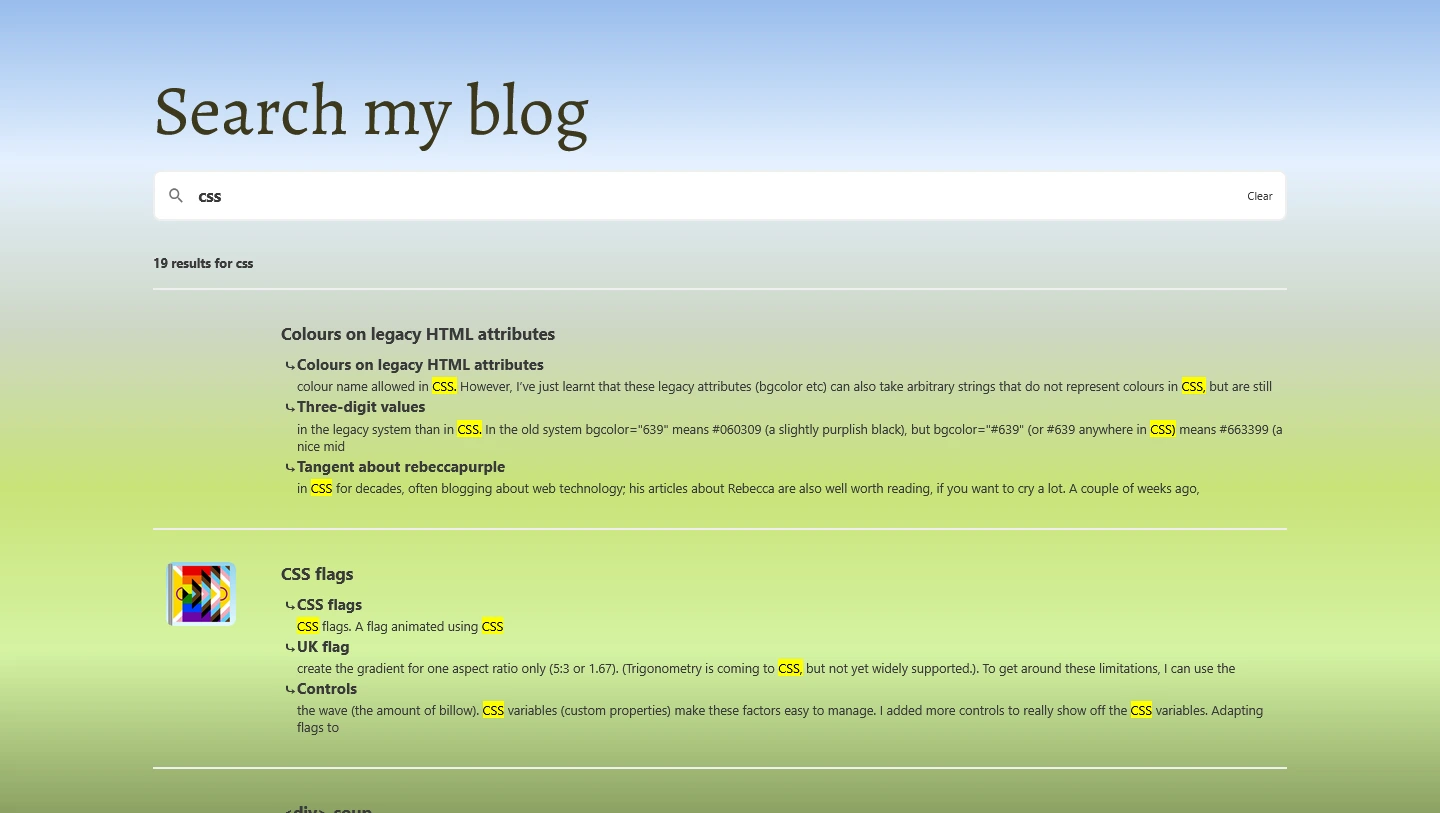 Search my blog
css
Clear
19 results for css
Colours on legacy HTML attributes
⤷Colours on legacy HTML attributes
colour name allowed in CSS. However, I've just learnt that these legacy attributes (bgcolor etc) can also take arbitrary strings that do not represent colours in CSS, but are still
⤷Three-digit values
in the legacy system than in CSS. In the old system bgcolor="639" means #060309 (a slightly purplish black), but bgcolor="#639" (or #639 anywhere in CSS) means #663399 (a
nice mid
⤷Tangent about rebeccapurple
in CSS for decades, often blogging about web technology; his articles about Rebecca are also well worth reading, if you want to cry a lot. A couple of weeks ago,
CSS flags
⤷CSS flags
CSS flags. A flag animated using CSS
⤷UK flag
create the gradient for one aspect ratio only (5:3 or 1.67). (Trigonometry is coming to CSS, but not yet widely supported.). To get around these limitations, I can use the
⤷Controls
the wave (the amount of billow). CSS variables (custom properties) make these factors easy to manage. I added more controls to really show off the CSS variables. Adapting
flags to
<div> soup